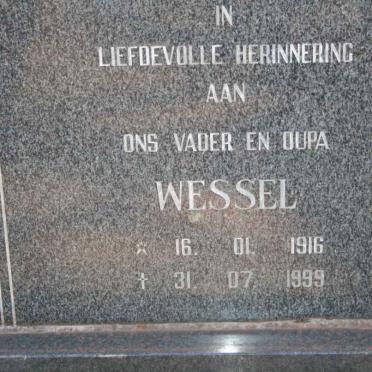 IN
LIEFDEVOLLE HERINNERING
AAN
ONS VADER EN OUPA
WESSEL
* 16. 01. 1916
† 31. 07. 1999